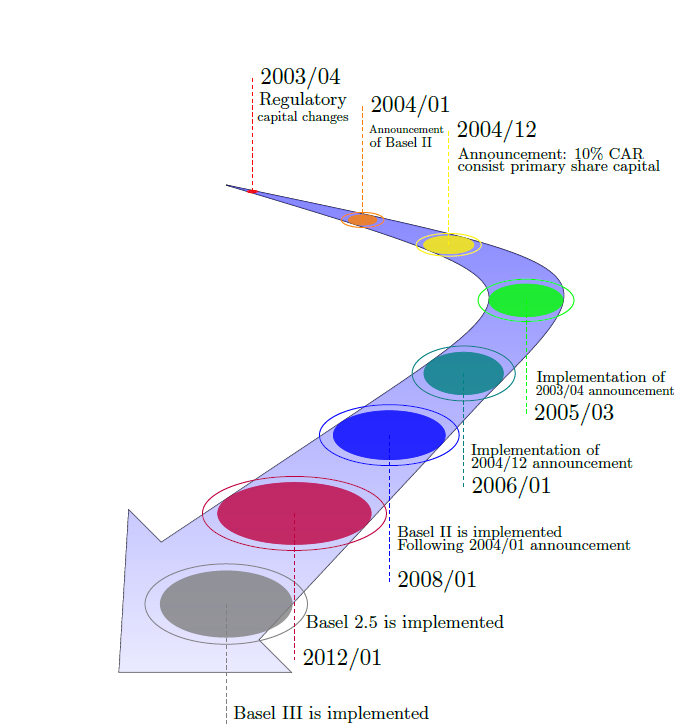 2003/04
Regulatory
capital changes
2004/01
Announcement
of Basel II
2004/12
Announcement: 10% CAR
consist primary share capital
Implementation of
2003/04 announcement
2005/03
Implementation of
2004/12 announcement
2006/01
Basel II is implemented
Following 2004/01 announcement
2008/01
Basel 2.5 is implemented
2012/01
Basel III is implemented